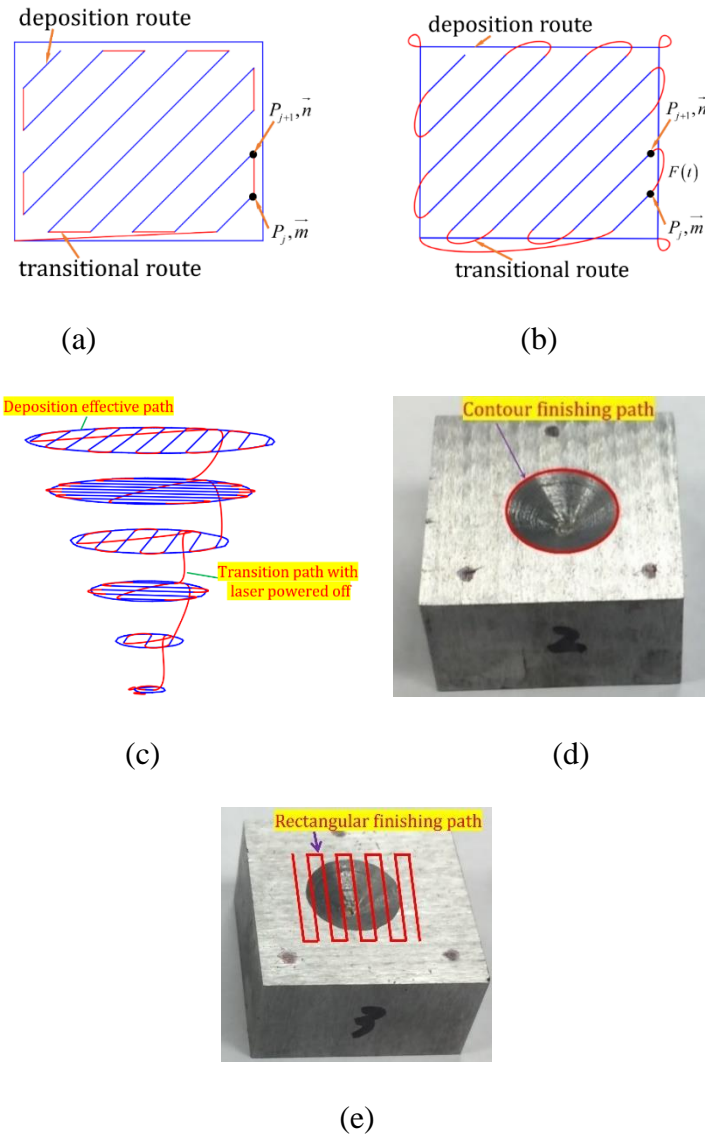 deposition route
P_{j+1}, \vec{n}
P_j, \vec{m}
transitional route
(a)
deposition route
P_{j+1}, \vec{n}
F(t)
P_j, \vec{m}
transitional route
(b)
Deposition effective path
Transition path with
laser powered off
(c)
Contour finishing path
2
(d)
Rectangular finishing path
3
(e)